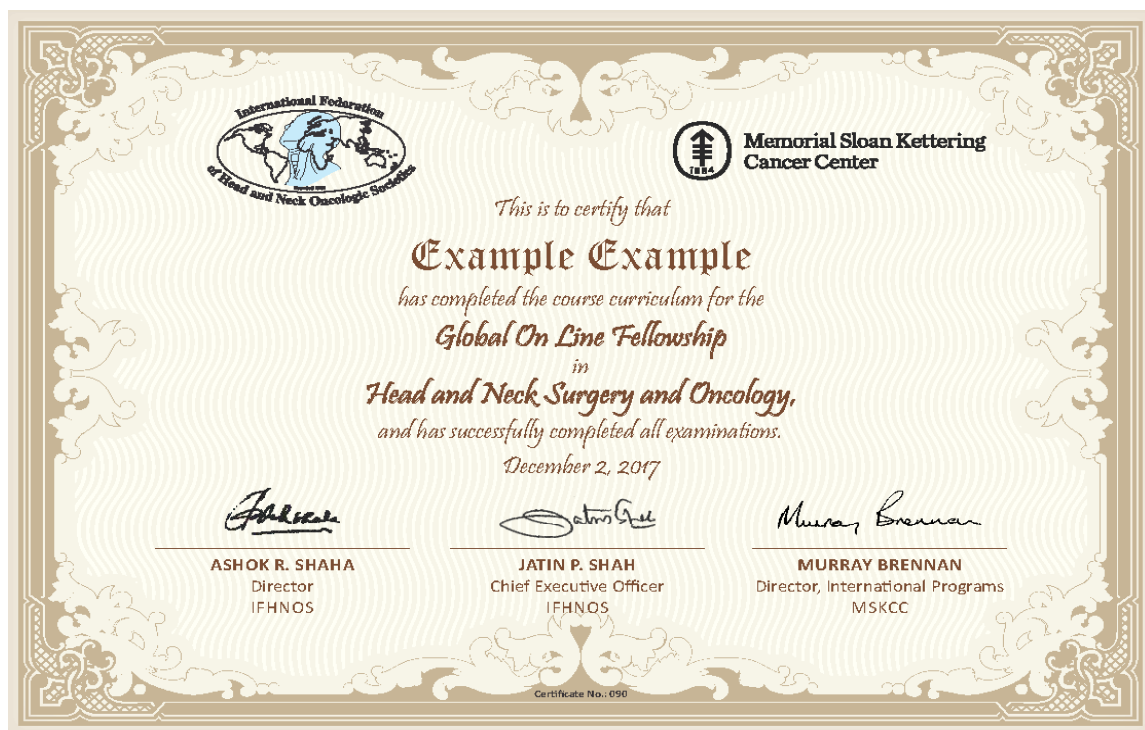 International Federation
of Head and Neck Oncologic Societies
1884
Memorial Sloan Kettering
Cancer Center
This is to certify that
Example Example
has completed the course curriculum for the
Global On Line Fellowship
in
Head and Neck Surgery and Oncology,
and has successfully completed all examinations.
December 2, 2017
Murray Brennan
ASHOK R. SHAHA
Director
IFHNOS
JATIN P. SHAH
Chief Executive Officer
IFHNOS
MURRAY BRENNAN
Director, International Programs
MSKCC
Certificate No.: 090